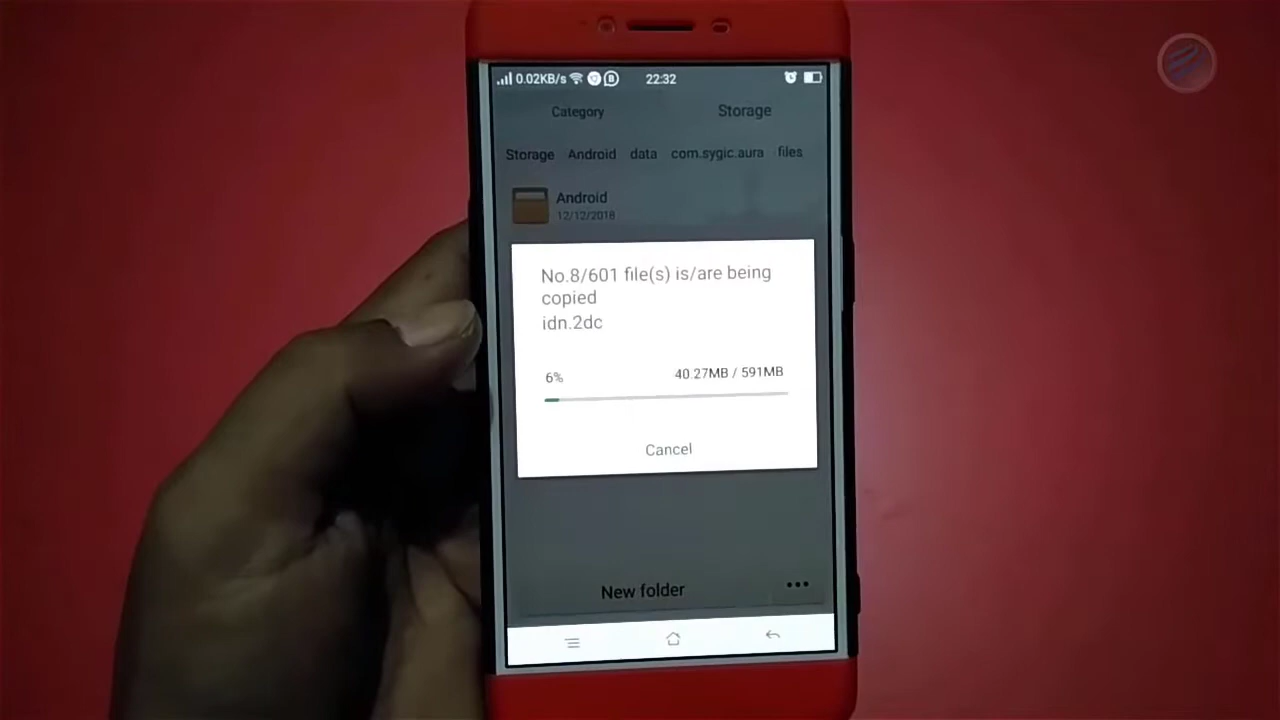 0.02KB/s 22:32
Category Storage
Storage Android data com.sygic.aura files
Android
12/12/2018
No.8/601 file(s) is/are being
copied
idn.2dc
6% 40.27MB / 591MB
Cancel
New folder